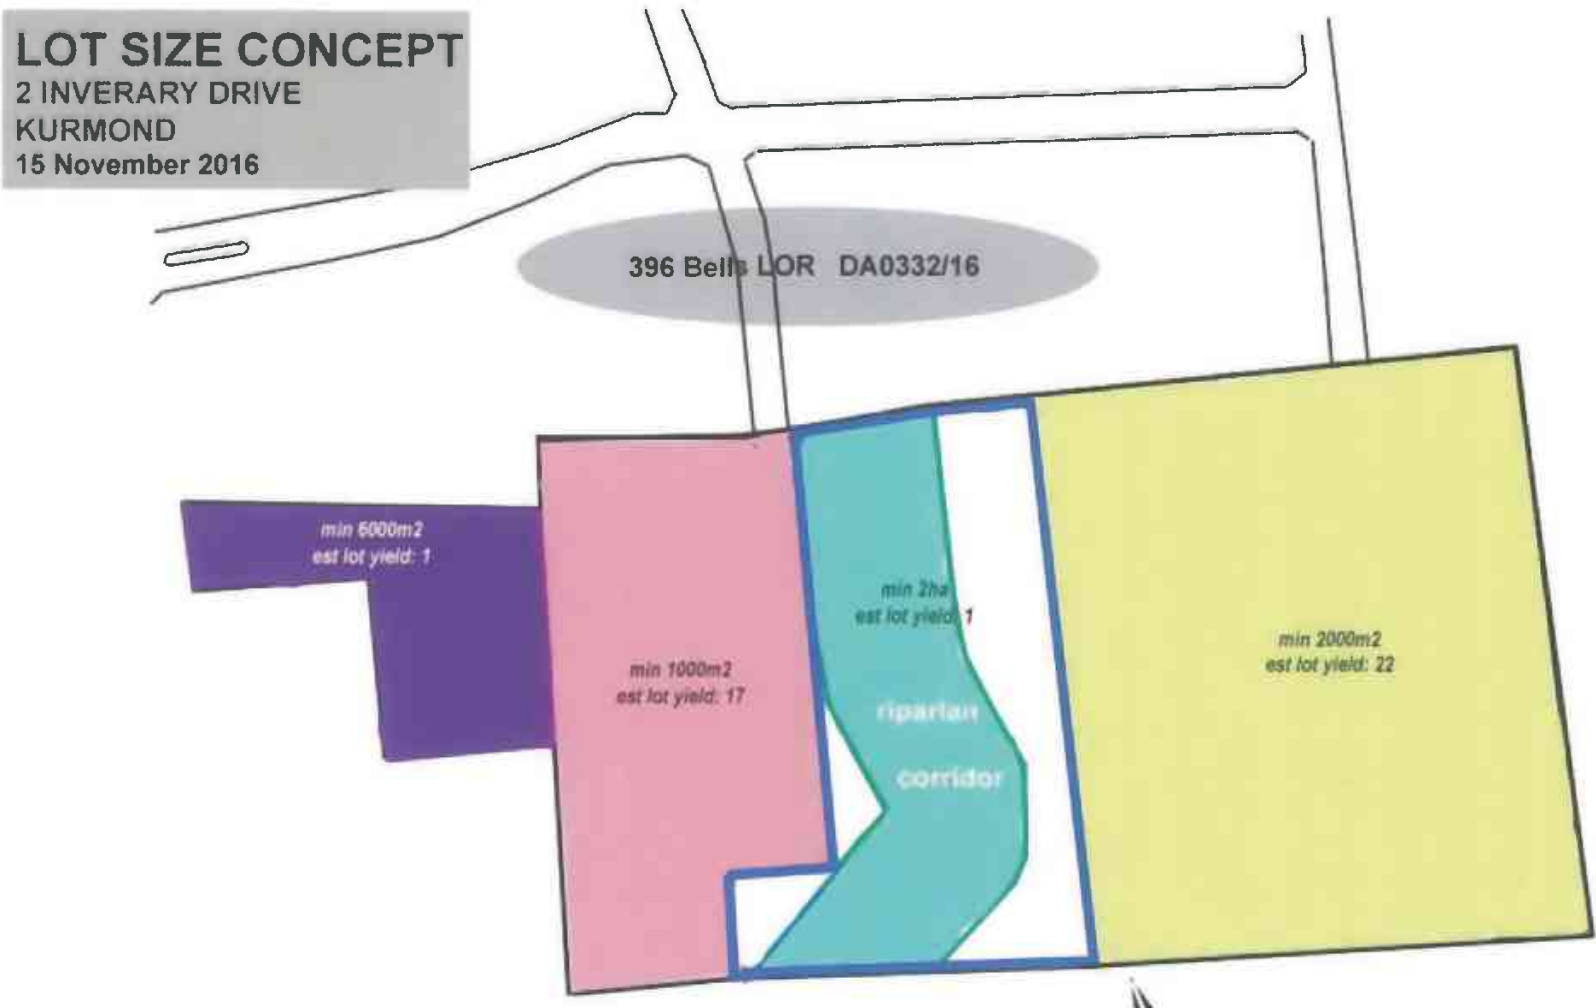 LOT SIZE CONCEPT
2 INVERARY DRIVE
KURMOND
15 November 2016
396 Bells LOR DA0332/16
min 6000m2
est lot yield: 1
min 1000m2
est lot yield: 17
min 2ha
est lot yield: 1
riparian
corridor
min 2000m2
est lot yield: 22